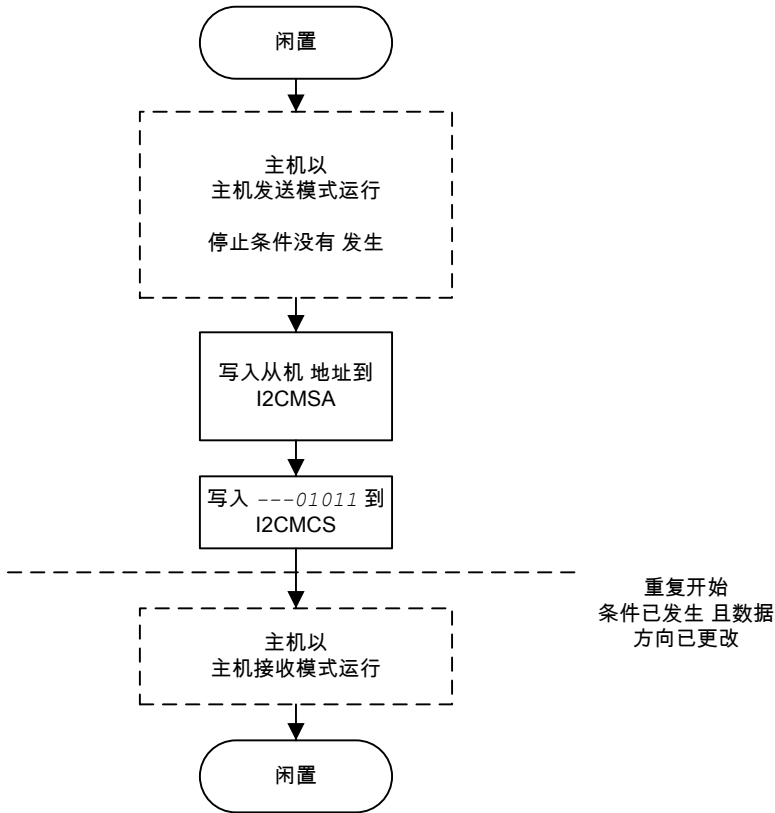 闲置
主机以
主机发送模式运行
停止条件没有 发生
写入从机 地址到
I2CMSA
写入 ---01011 到
I2CMCS
重复开始
条件已发生 且数据
方向已更改
主机以
主机接收模式运行
闲置